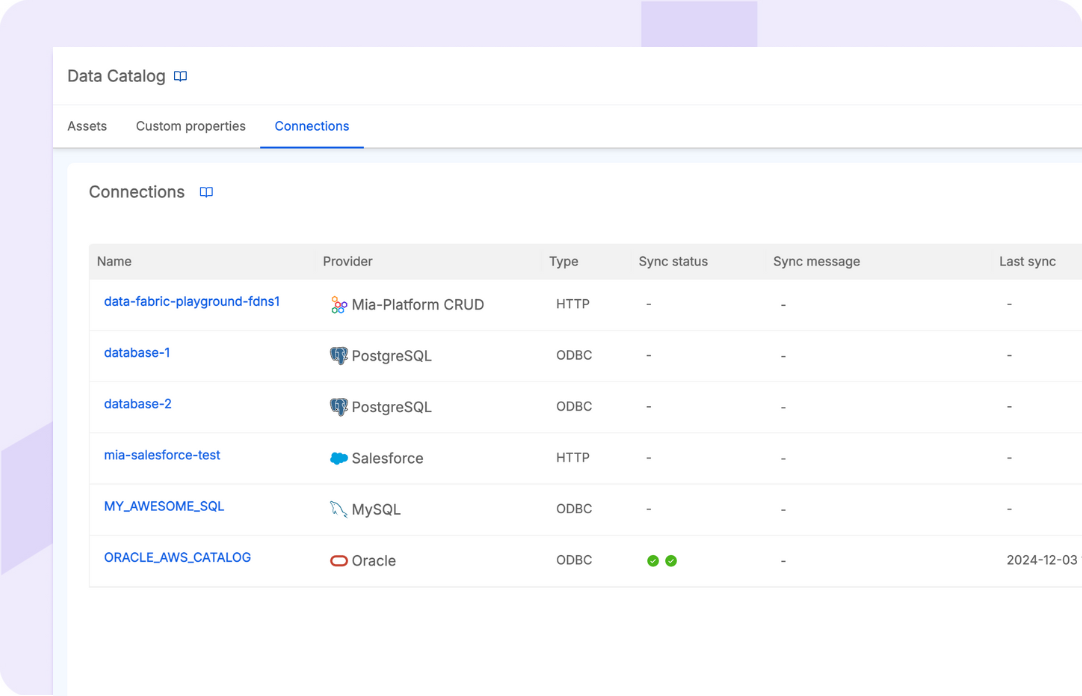 Data Catalog
Assets Custom properties Connections
Connections
Name Provider Type Sync status Sync message Last sync
data-fabric-playground-fdns1 Mia-Platform CRUD HTTP - - -
database-1 PostgreSQL ODBC - - -
database-2 PostgreSQL ODBC - - -
mia-salesforce-test Salesforce HTTP - - -
MY_AWESOME_SQL MySQL ODBC - - -
ORACLE_AWS_CATALOG Oracle ODBC - 2024-12-03